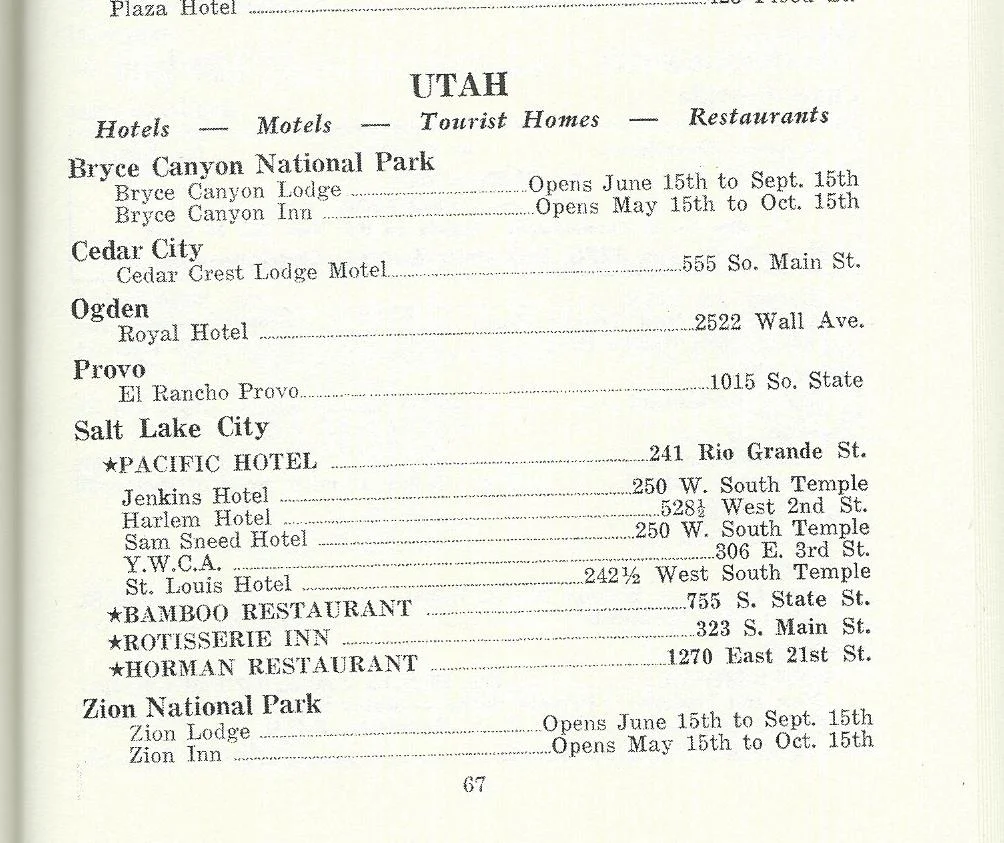 Plaza Hotel
UTAH
Hotels — Motels — Tourist Homes — Restaurants
Bryce Canyon National Park
Bryce Canyon Lodge ........ Opens June 15th to Sept. 15th
Bryce Canyon Inn ........ Opens May 15th to Oct. 15th
Cedar City
Cedar Crest Lodge Motel ........ 555 So. Main St.
Ogden
Royal Hotel ........ 2522 Wall Ave.
Provo
El Rancho Provo ........ 1015 So. State
Salt Lake City
★PACIFIC HOTEL ........ 241 Rio Grande St.
Jenkins Hotel ........ 250 W. South Temple
Harlem Hotel ........ 528½ West 2nd St.
Sam Sneed Hotel ........ 250 W. South Temple
Y.W.C.A. ........ 306 E. 3rd St.
St. Louis Hotel ........ 242½ West South Temple
★BAMBOO RESTAURANT ........ 755 S. State St.
★ROTISSERIE INN ........ 323 S. Main St.
★HORMAN RESTAURANT ........ 1270 East 21st St.
Zion National Park
Zion Lodge ........ Opens June 15th to Sept. 15th
Zion Inn ........ Opens May 15th to Oct. 15th
67